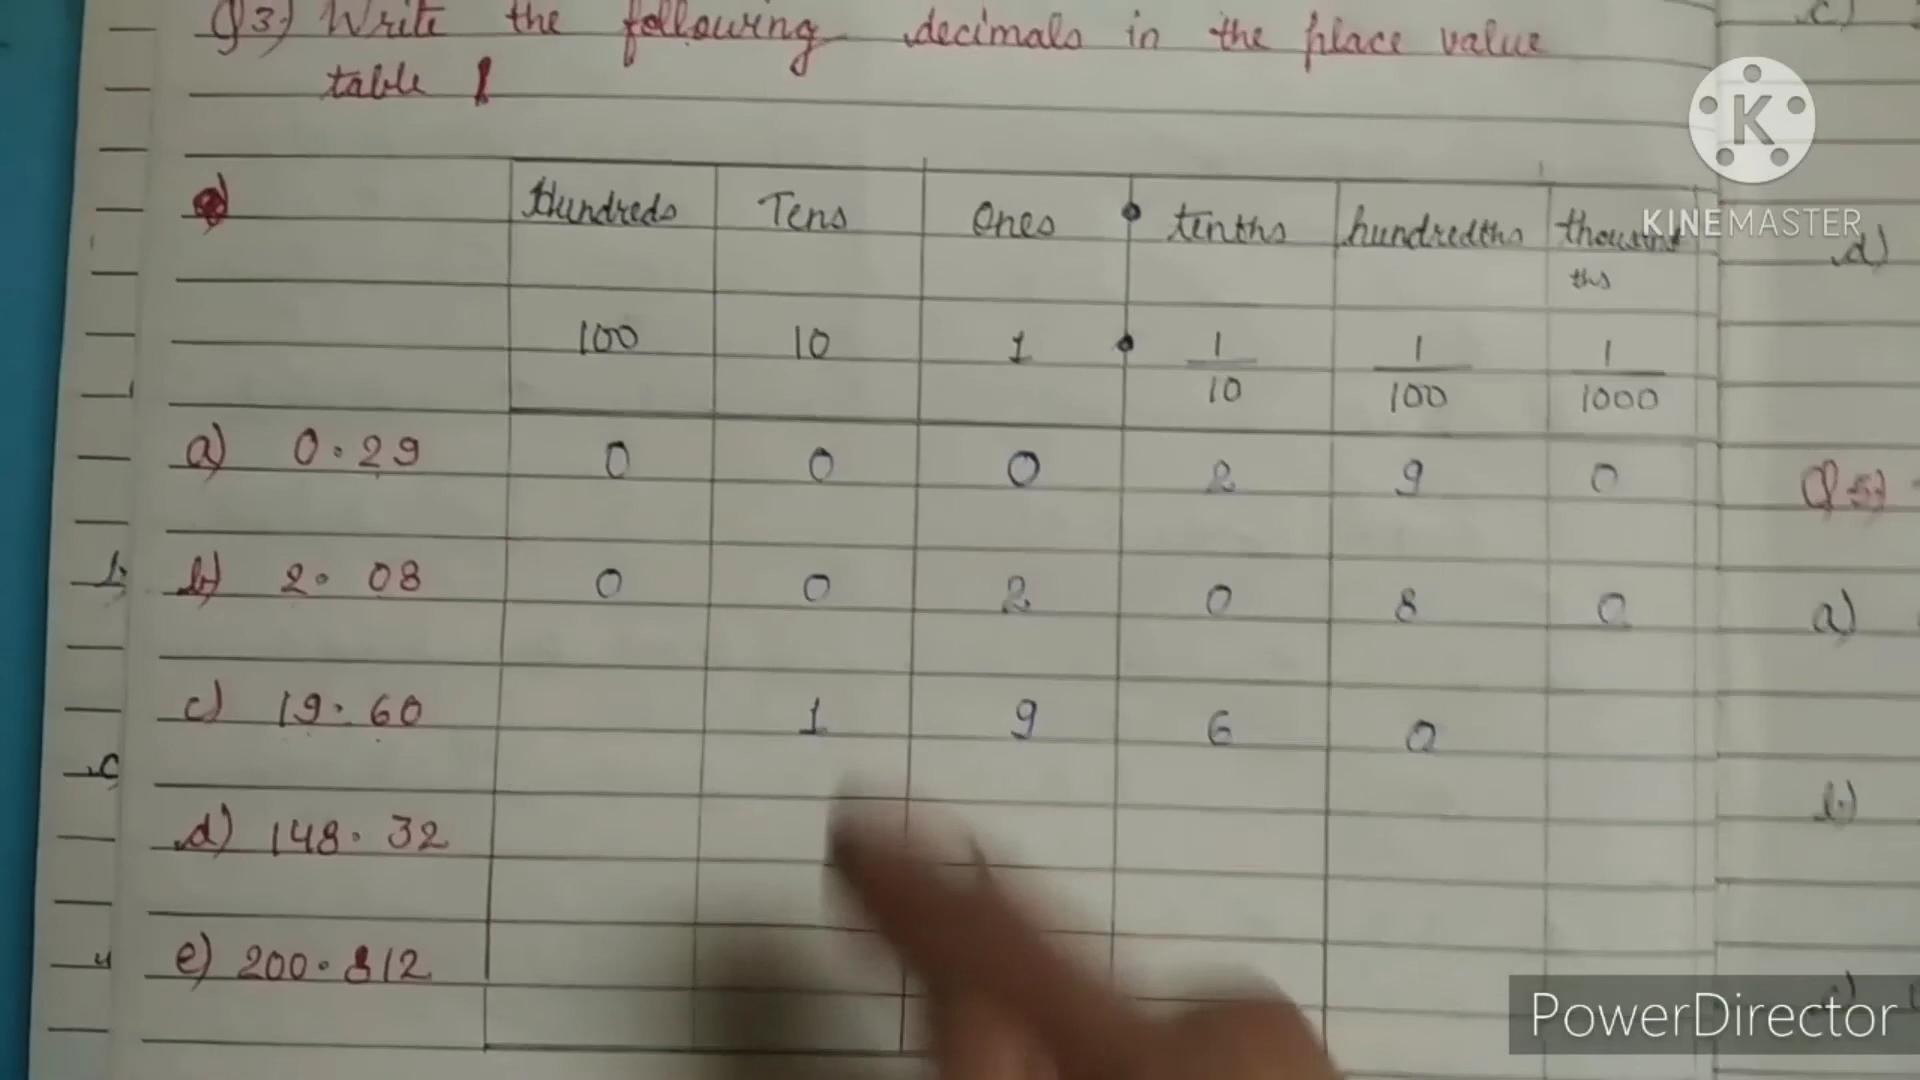 Q3) Write the following decimals in the place value
table
Hundreds Tens Ones • tenths hundredths
ths
100 10 1 • 1/10 1/100 1/1000
a) 0.29 0 0 0 2 9 0
b) 2.08 0 0 2 0 8 0
c) 19.60 1 9 6 0
d) 148.32
e) 200.812
c)
d)
Q5)
a)
b)
K
KINEMASTER
PowerDirector